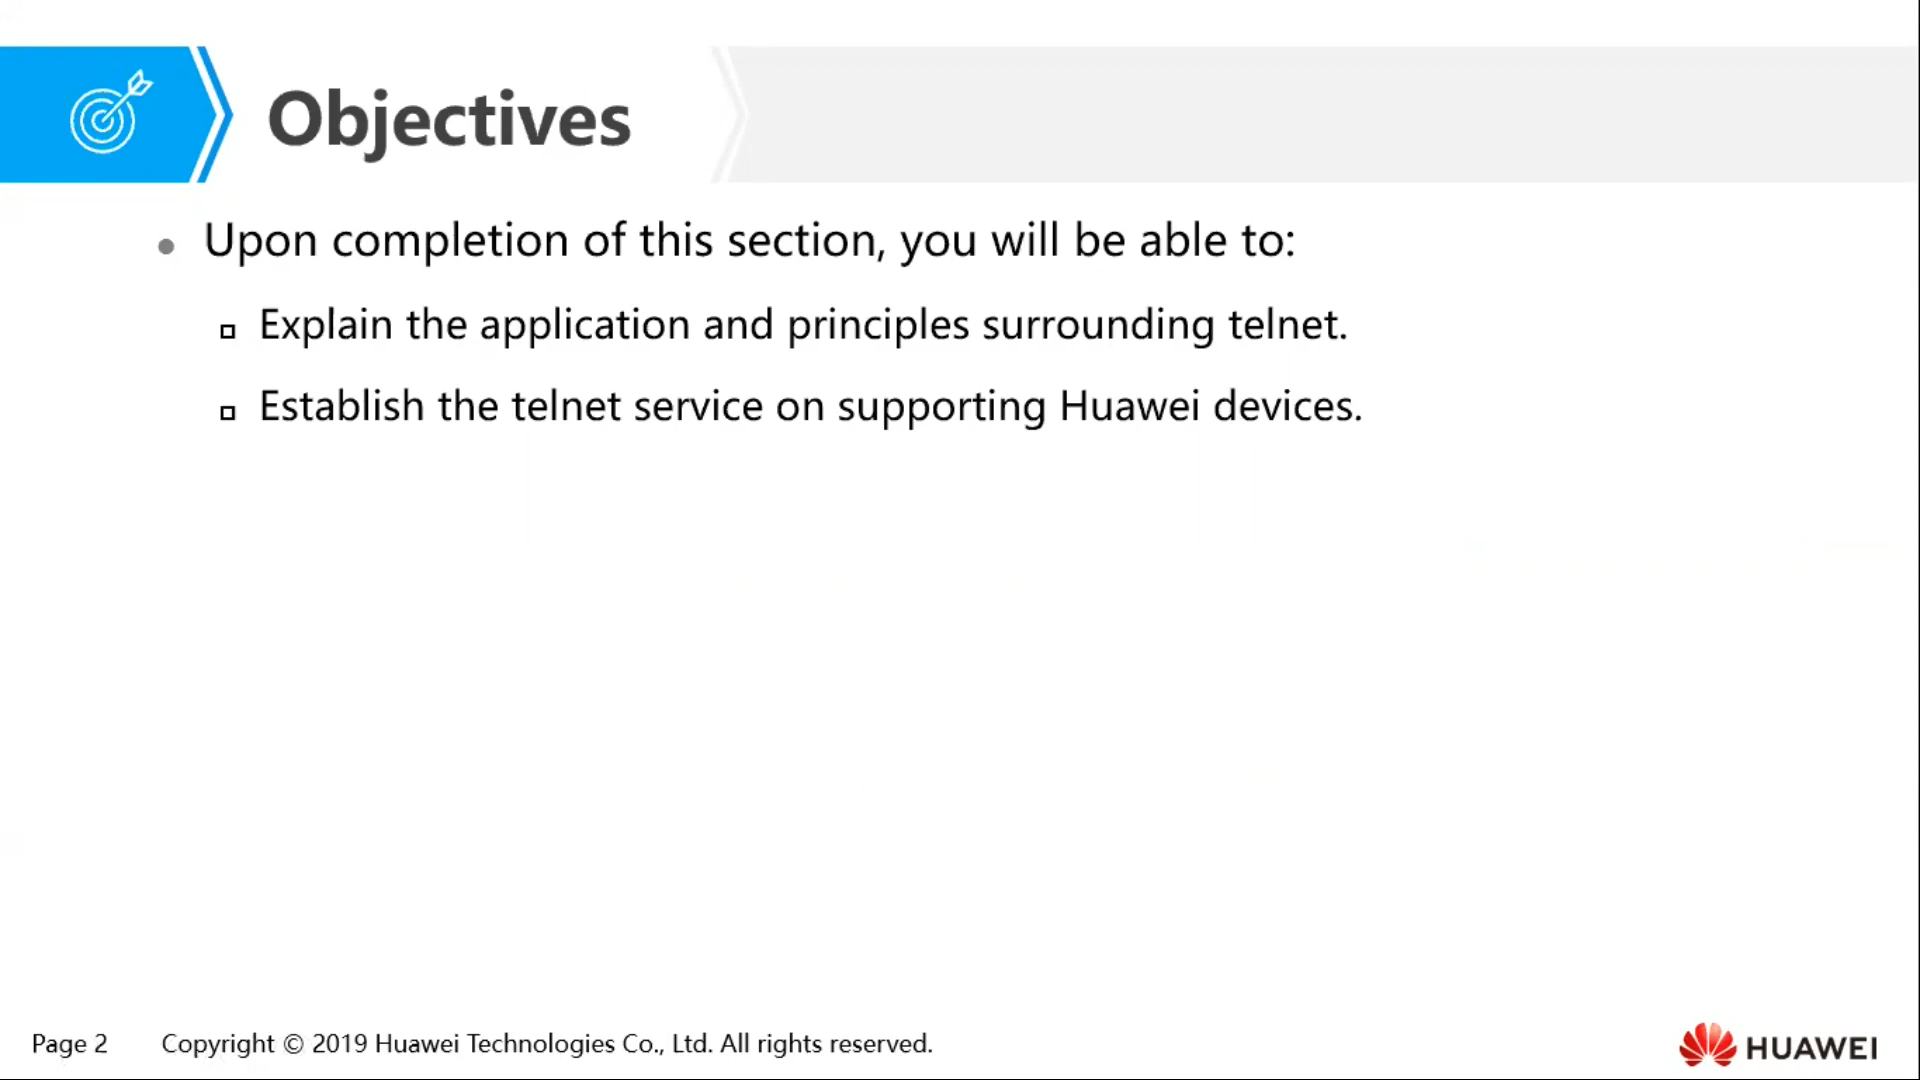 Objectives
Upon completion of this section, you will be able to:
Explain the application and principles surrounding telnet.
Establish the telnet service on supporting Huawei devices.
Page 2 Copyright © 2019 Huawei Technologies Co., Ltd. All rights reserved.
HUAWEI